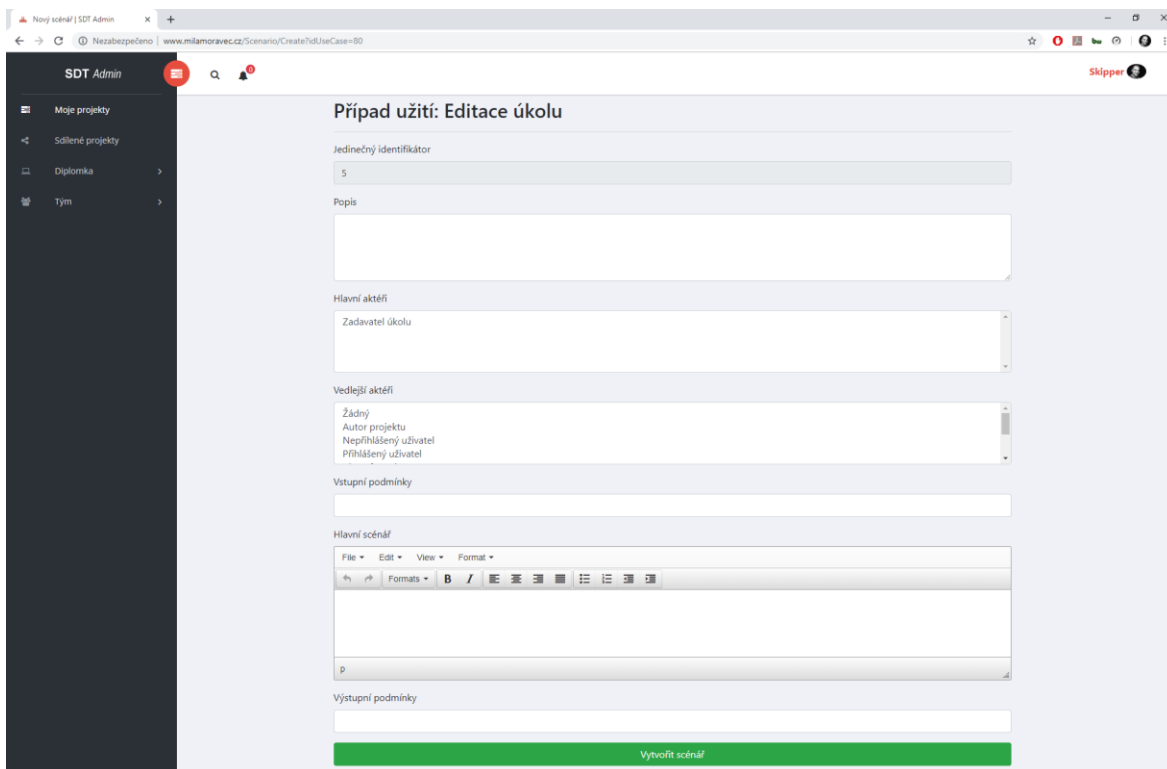 Nový scénář | SDT Admin
Nezabezpečeno | www.milamoravec.cz/Scenario/Create?idUseCase=80
SDT Admin
0
Skipper
Moje projekty
Sdílené projekty
Diplomka
Tým
Případ užití: Editace úkolu
Jedinečný identifikátor
5
Popis
Hlavní aktéři
Zadavatel úkolu
Vedlejší aktéři
Žádný
Autor projektu
Nepřihlášený uživatel
Přihlášený uživatel
Vstupní podmínky
Hlavní scénář
File Edit View Format
Formats B I
p
Výstupní podmínky
Vytvořit scénář